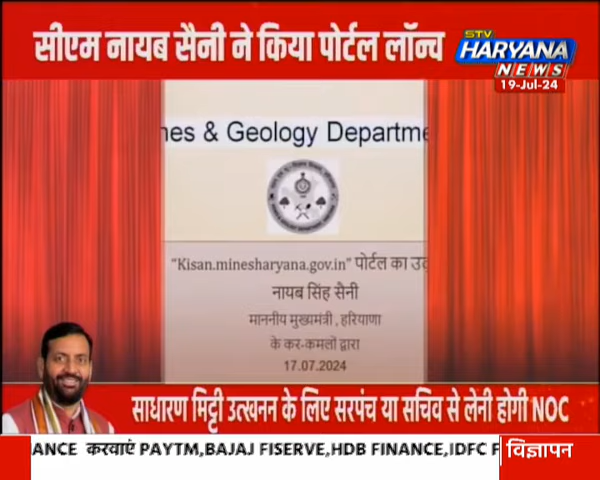 सीएम नायब सैनी ने किया पोर्टल लॉन्च
STV
HARYANA
NEWS
19-Jul-24
nes & Geology Departme
"Kisan.minesharyana.gov.in" पोर्टल का उद
नायब सिंह सैनी
माननीय मुख्यमंत्री, हरियाणा
के कर-कमलों द्वारा
17.07.2024
साधारण मिट्टी उत्खनन के लिए सरपंच या सचिव से लेनी होगी NOC
ANCE करवाएं PAYTM,BAJAJ FISERVE,HDB FINANCE,IDFC F
विज्ञापन